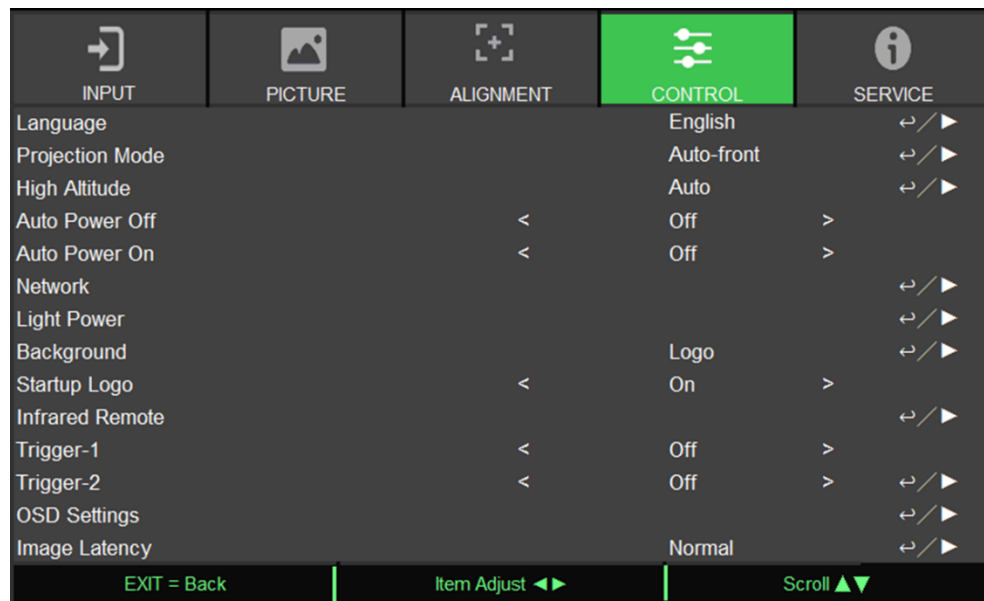 INPUT PICTURE ALIGNMENT CONTROL SERVICE
Language English ↩/▶
Projection Mode Auto-front ↩/▶
High Altitude Auto ↩/▶
Auto Power Off < Off >
Auto Power On < Off >
Network ↩/▶
Light Power ↩/▶
Background Logo ↩/▶
Startup Logo < On >
Infrared Remote ↩/▶
Trigger-1 < Off >
Trigger-2 < Off > ↩/▶
OSD Settings ↩/▶
Image Latency Normal ↩/▶
EXIT = Back Item Adjust ◀▶ Scroll ▲▼